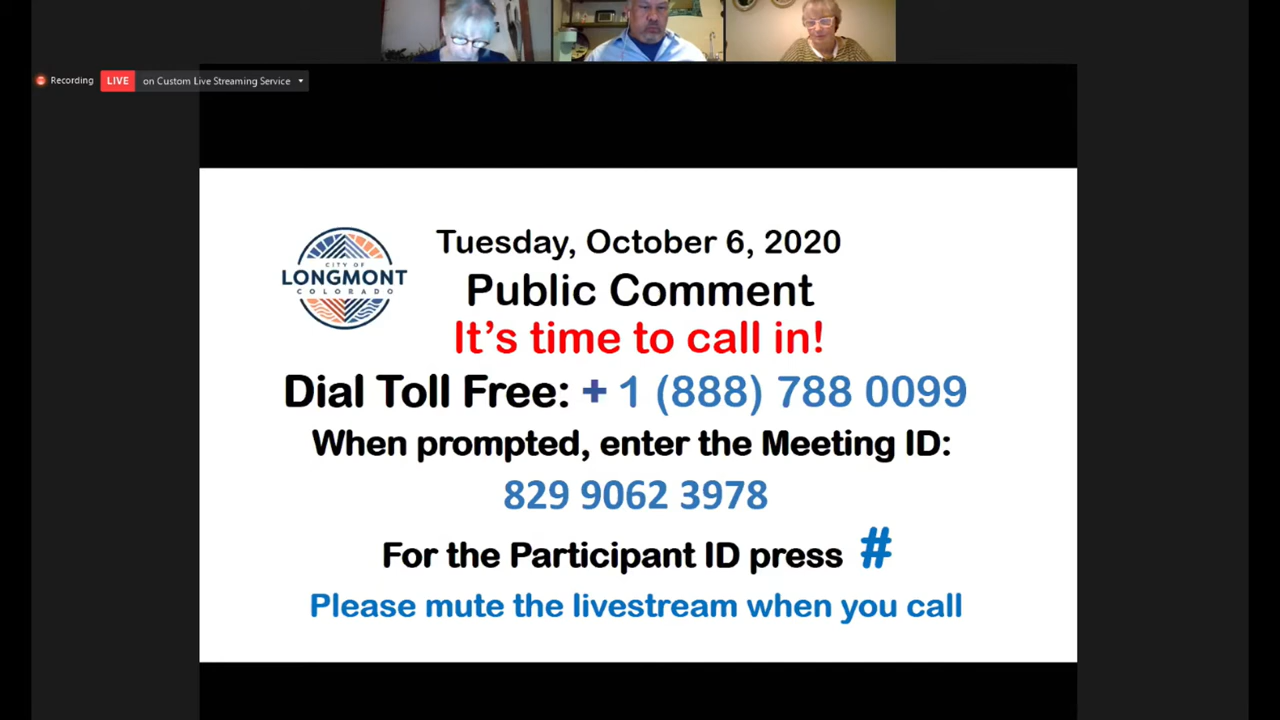 Recording LIVE on Custom Live Streaming Service
CITY OF
LONGMONT
COLORADO
Tuesday, October 6, 2020
Public Comment
It's time to call in!
Dial Toll Free: + 1 (888) 788 0099
When prompted, enter the Meeting ID:
829 9062 3978
For the Participant ID press #
Please mute the livestream when you call